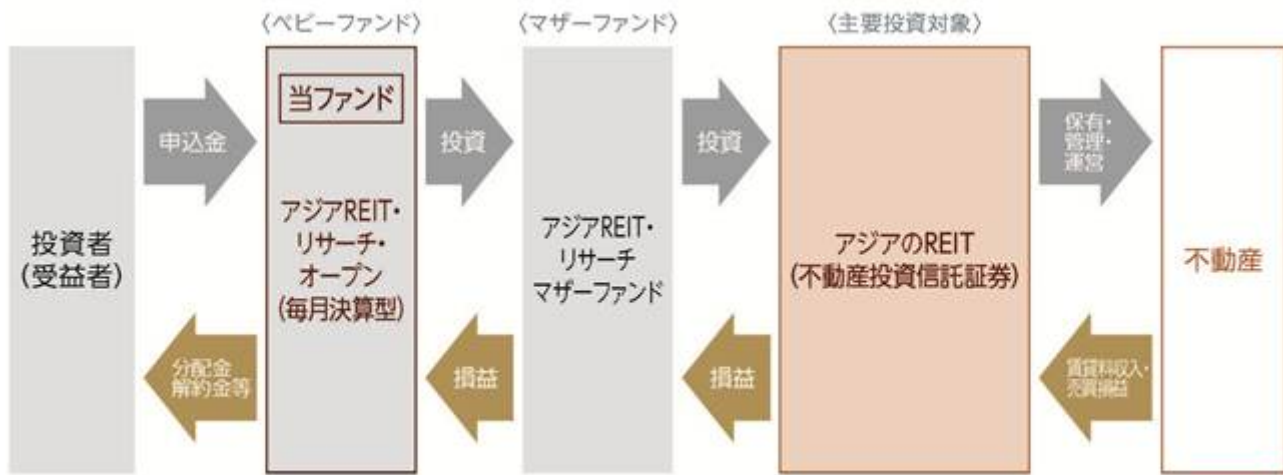 〈ベビーファンド〉
〈マザーファンド〉
〈主要投資対象〉
投資者
(受益者)
申込金
分配金
解約金等
当ファンド
アジアREIT・
リサーチ・
オープン
(毎月決算型)
投資
損益
アジアREIT・
リサーチ
マザーファンド
投資
損益
アジアのREIT
(不動産投資信託証券)
保有・
管理・
運営
賃貸料収入・
売買損益
不動産